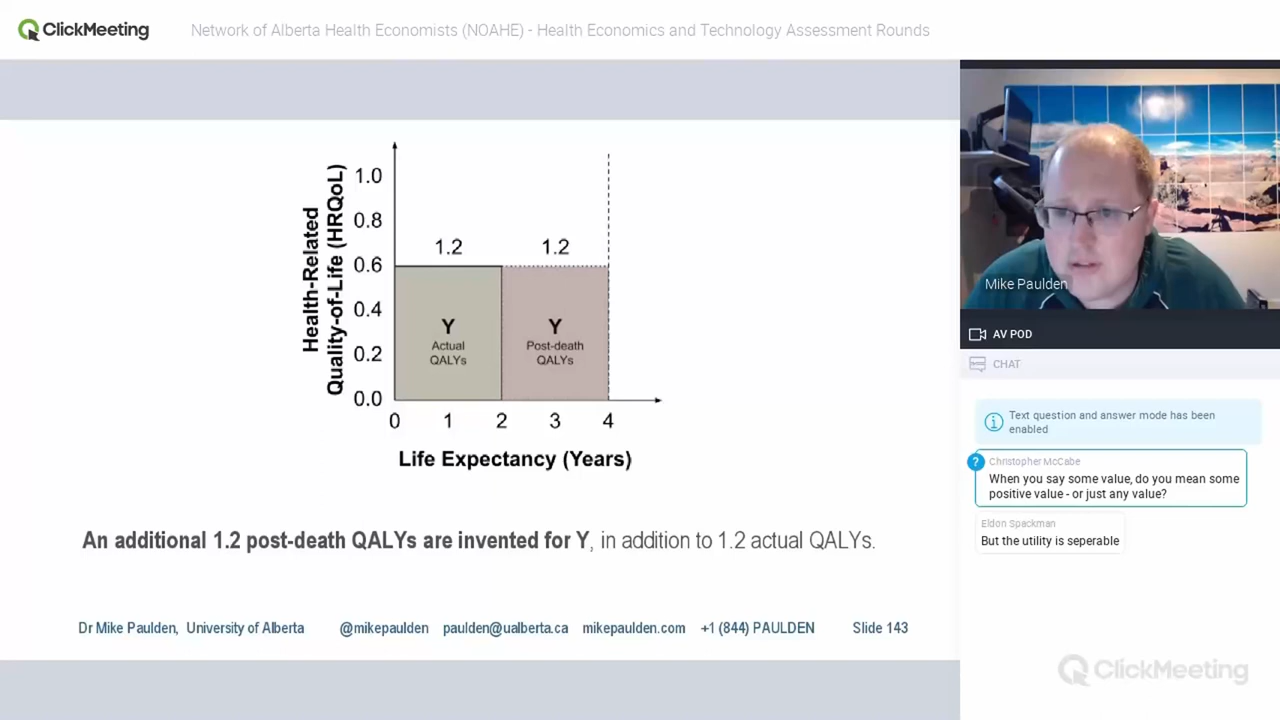 ClickMeeting
Network of Alberta Health Economists (NOAHE) - Health Economics and Technology Assessment Rounds
Health-Related
Quality-of-Life (HRQoL)
1.0
0.8
0.6
0.4
0.2
0.0
1.2
1.2
Y
Actual
QALYs
Y
Post-death
QALYs
0
1
2
3
4
Life Expectancy (Years)
An additional 1.2 post-death QALYs are invented for Y, in addition to 1.2 actual QALYs.
Dr Mike Paulden, University of Alberta
@mikepaulden
paulden@ualberta.ca
mikepaulden.com
+1 (844) PAULDEN
Slide 143
Mike Paulden
AV POD
CHAT
Text question and answer mode has been
enabled
?
Christopher McCabe
When you say some value, do you mean some
positive value - or just any value?
Eldon Spackman
But the utility is seperable
ClickMeeting